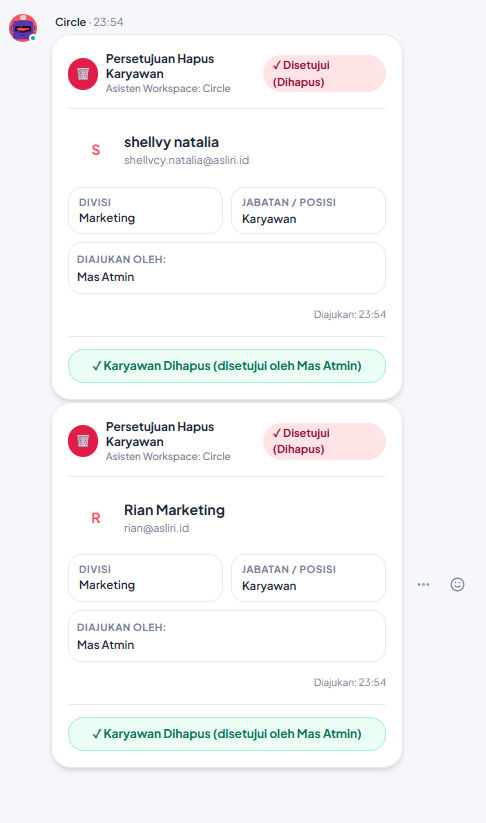 Circle · 23:54
Persetujuan Hapus
Karyawan
Asisten Workspace: Circle
✓ Disetujui
(Dihapus)
S
shellvy natalia
shellvcy.natalia@asliri.id
DIVISI
Marketing
JABATAN / POSISI
Karyawan
DIAJUKAN OLEH:
Mas Atmin
Diajukan: 23:54
✓ Karyawan Dihapus (disetujui oleh Mas Atmin)
Persetujuan Hapus
Karyawan
Asisten Workspace: Circle
✓ Disetujui
(Dihapus)
R
Rian Marketing
rian@asliri.id
DIVISI
Marketing
JABATAN / POSISI
Karyawan
DIAJUKAN OLEH:
Mas Atmin
Diajukan: 23:54
✓ Karyawan Dihapus (disetujui oleh Mas Atmin)